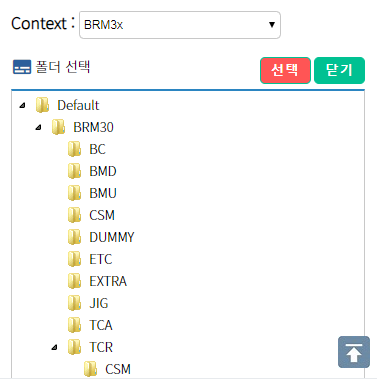 Context : BRM3x
폴더 선택 선택 닫기
Default
BRM30
BC
BMD
BMU
CSM
DUMMY
ETC
EXTRA
JIG
TCA
TCR
CSM